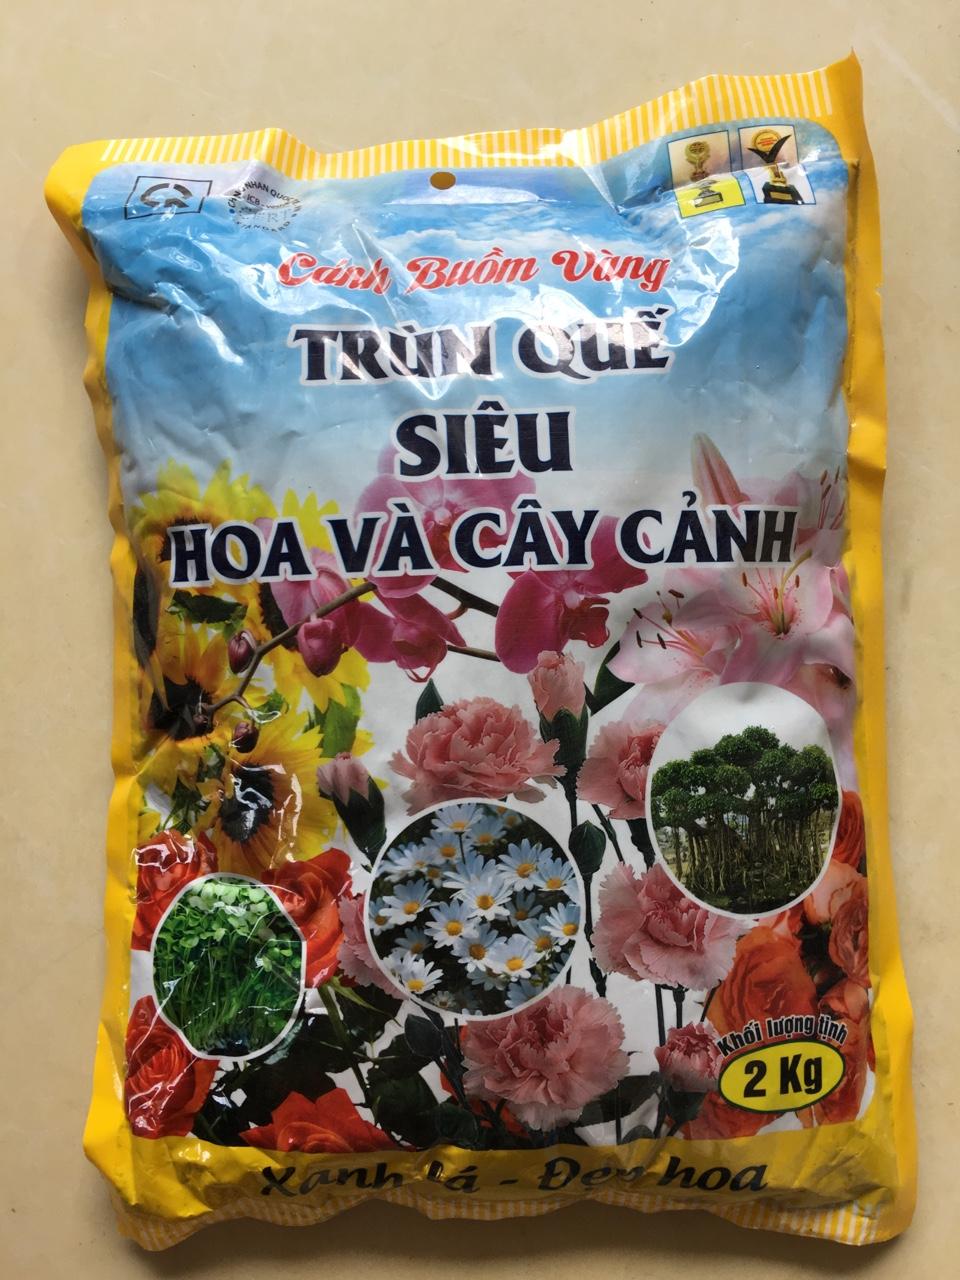 Cánh Buồm Vàng
TRÙN QUẾ
SIÊU
HOA VÀ CÂY CẢNH
Khối lượng tịnh
2 Kg
Xanh lá - Đẹp hoa